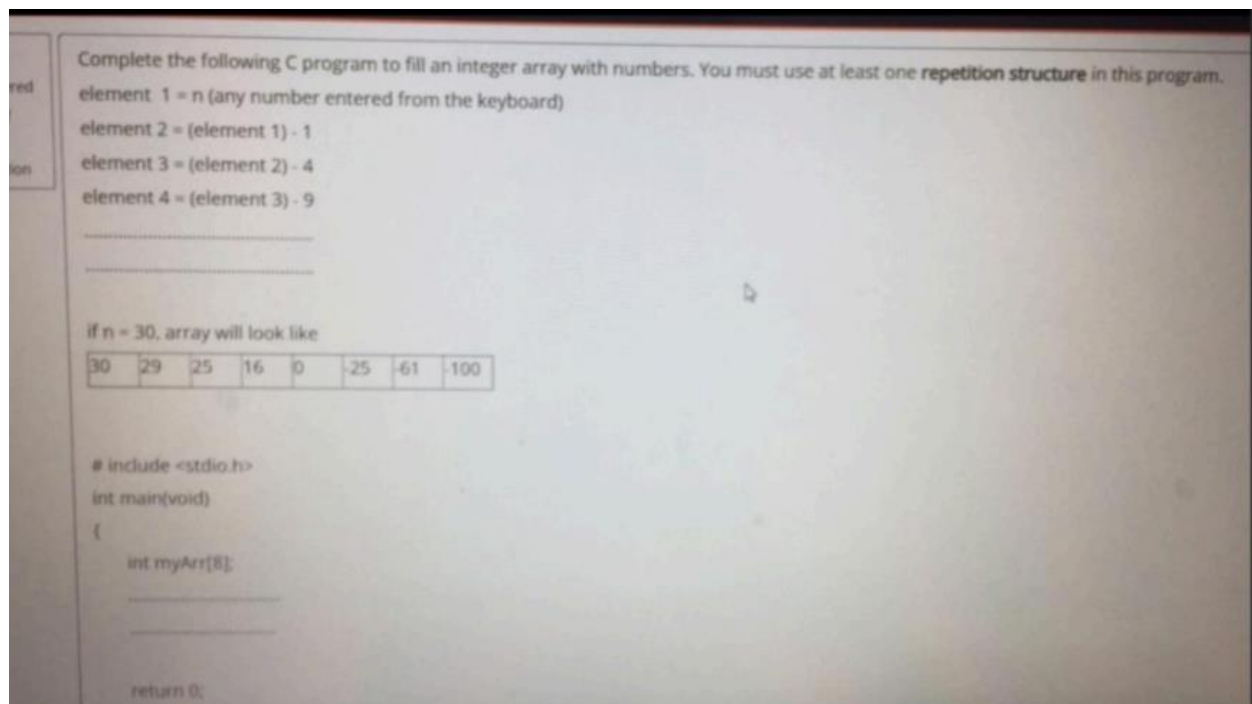 Complete the following C program to fill an integer array with numbers. You must use at least one repetition structure in this program.
red
element 1 = n (any number entered from the keyboard)
element 2 = (element 1) - 1
element 3 = (element 2) - 4
ion
element 4 = (element 3) - 9
if n = 30, array will look like
30 29 25 16 0 -25 -61 -100
# include <stdio.h>
int main(void)
{
int myArr[8];
return 0;